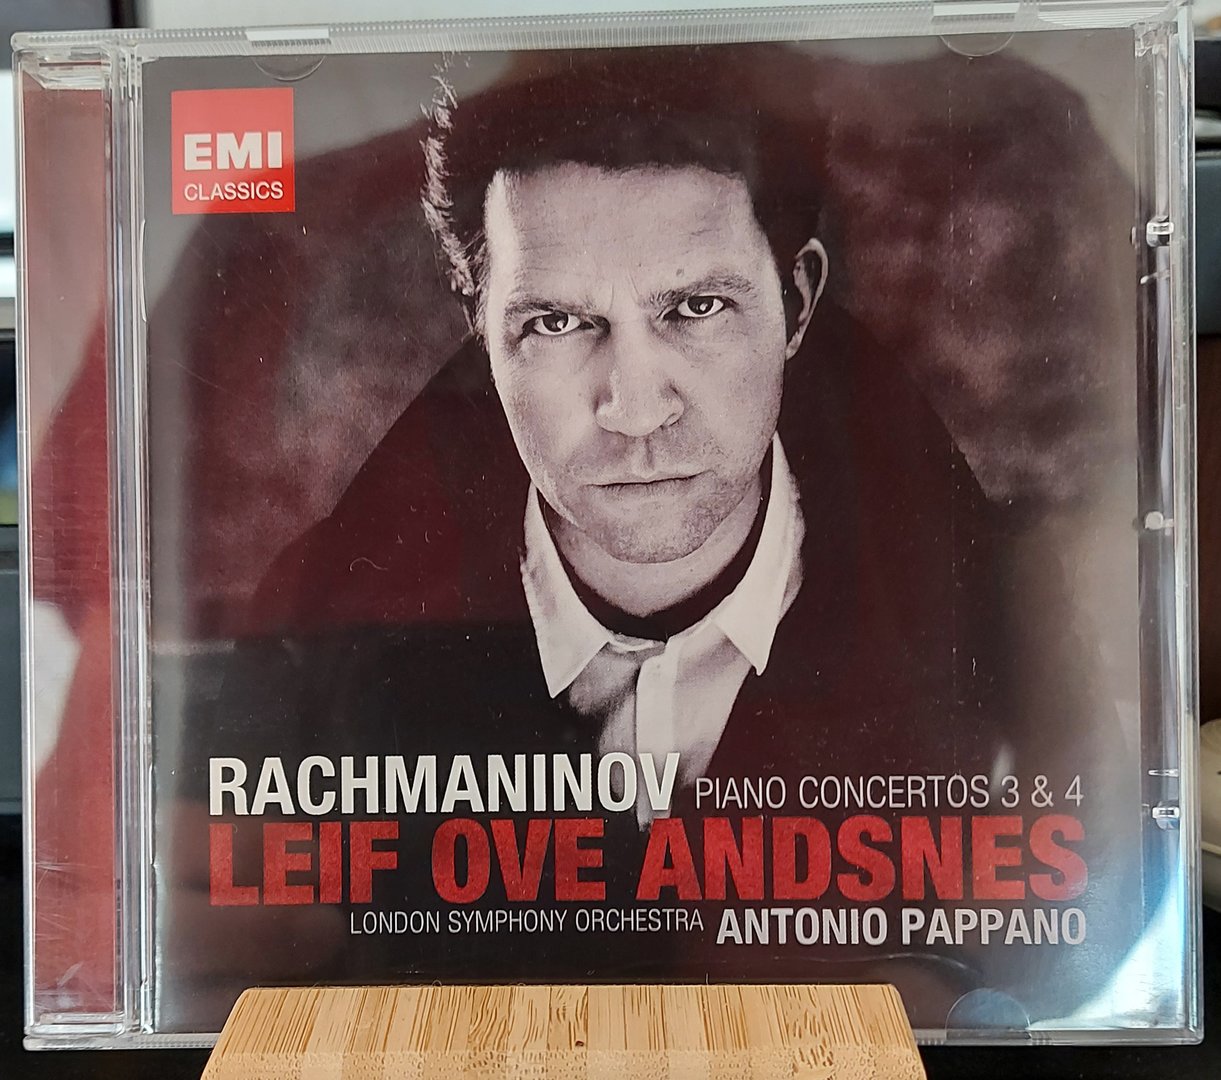 EMI
CLASSICS
RACHMANINOV PIANO CONCERTOS 3 & 4
LEIF OVE ANDSNES
LONDON SYMPHONY ORCHESTRA ANTONIO PAPPANO